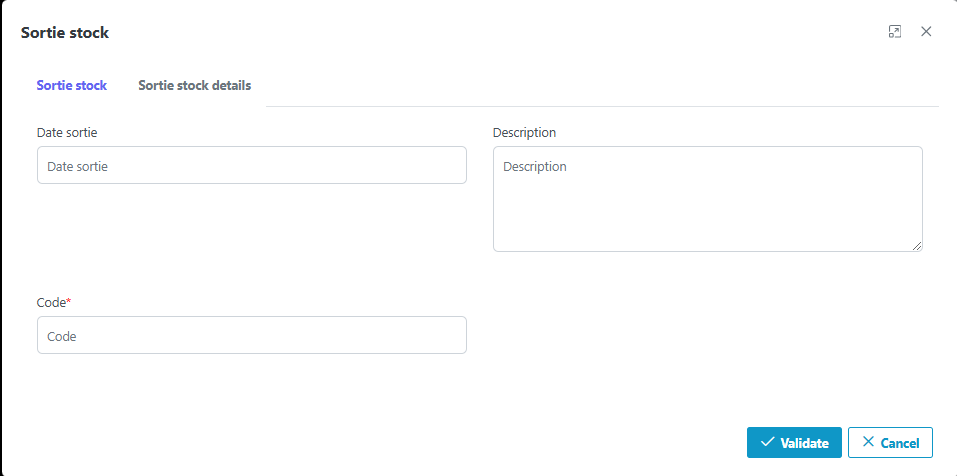 Sortie stock
Sortie stock Sortie stock details
Date sortie
Date sortie
Description
Description
Code*
Code
Validate Cancel